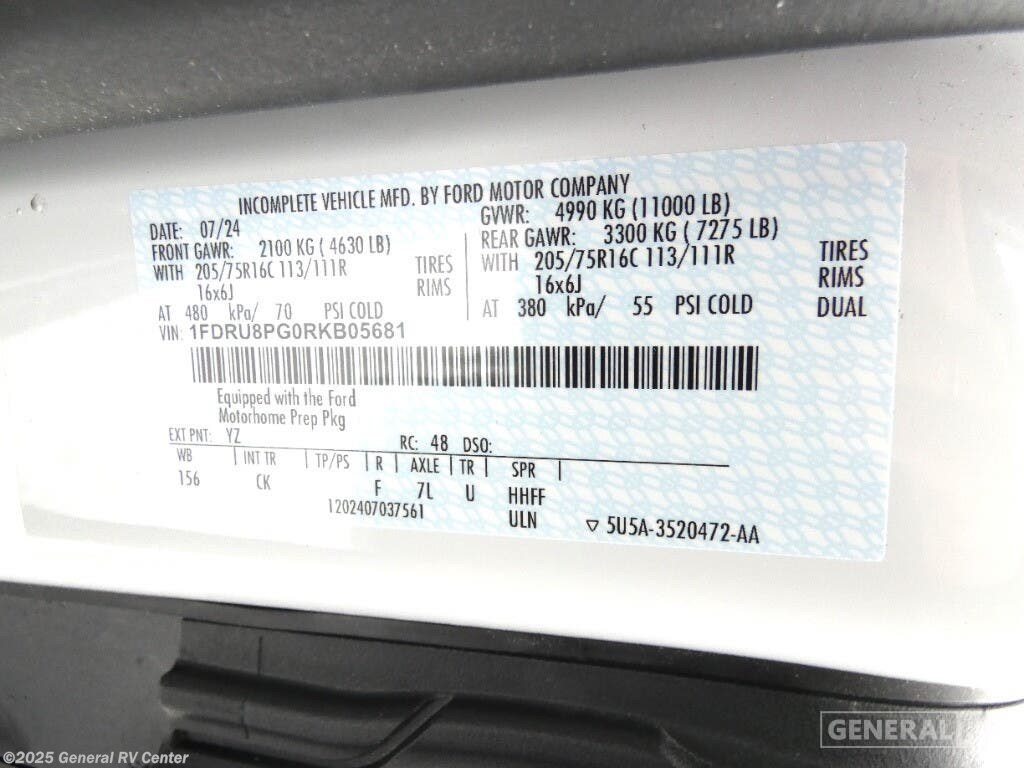 INCOMPLETE VEHICLE MFD. BY FORD MOTOR COMPANY
DATE: 07/24
FRONT GAWR: 2100 KG ( 4630 LB)
WITH 205/75R16C 113/111R TIRES
16x6J RIMS
AT 480 kPa/ 70 PSI COLD
GVWR: 4990 KG (11000 LB)
REAR GAWR: 3300 KG ( 7275 LB)
WITH 205/75R16C 113/111R TIRES
16x6J RIMS
AT 380 kPa/ 55 PSI COLD DUAL
VIN: 1FDRU8PG0RKB05681
Equipped with the Ford
Motorhome Prep Pkg
EXT PNT: YZ RC: 48 DSO:
WB | INT TR | TP/PS | R | AXLE | TR | SPR |
156 CK F 7L U HHFF
1202407037561 ULN ▽ 5U5A-3520472-AA
GENERAL
©2025 General RV Center